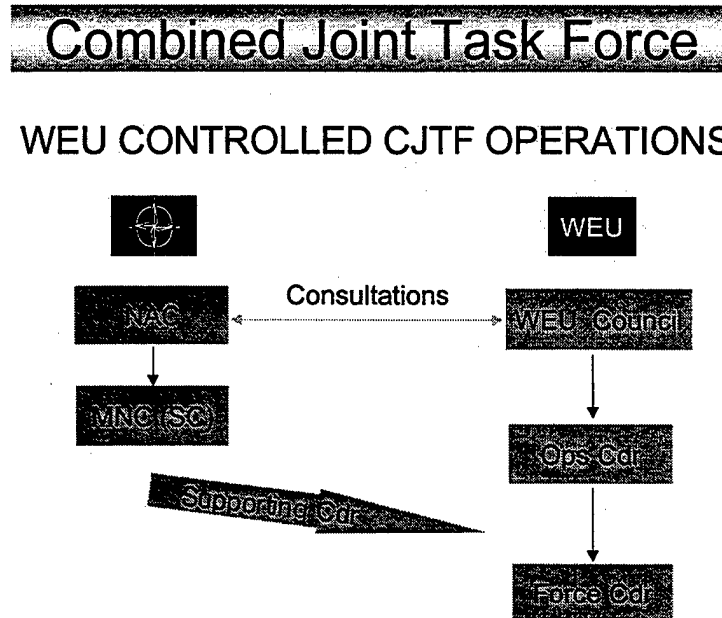 Combined Joint Task Force
WEU CONTROLLED CJTF OPERATIONS
WEU
Consultations
NAC
WEU Council
MNC (SC)
Ops Cdr
Supporting Cdr
Force Cdr